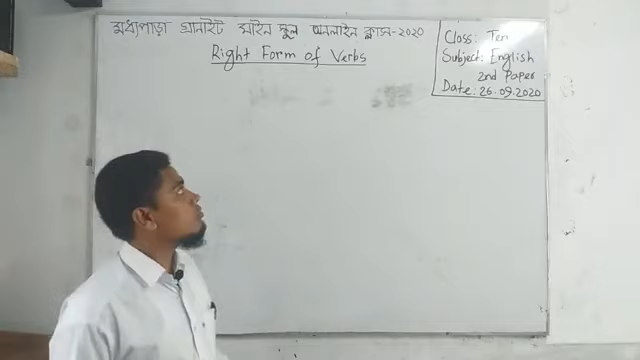 মধ্যপাড়া গ্রানাইট মাইন স্কুল অনলাইন ক্লাস-২০২০
Right Form of Verbs
Class: Ten
Subject: English
2nd Paper
Date: 26.09.2020